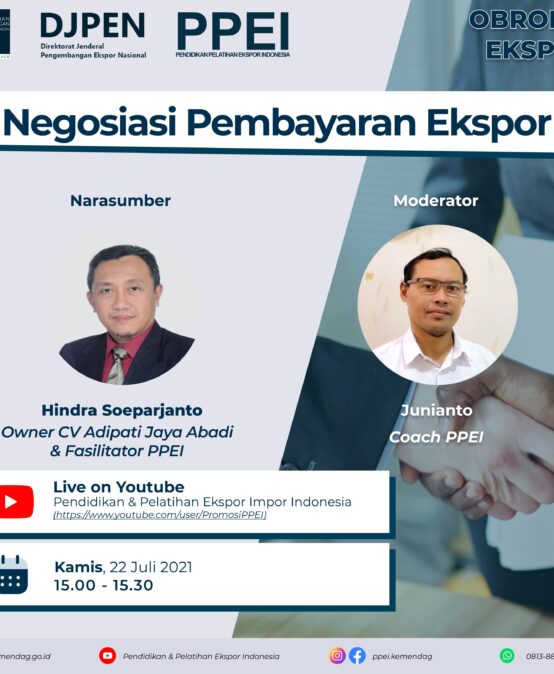 DJPEN
Direktorat Jenderal
Pengembangan Ekspor Nasional
PPEI
PENDIDIKAN PELATIHAN EKSPOR INDONESIA
Negosiasi Pembayaran Ekspor
Narasumber
Moderator
Hindra Soeparjanto
Owner CV Adipati Jaya Abadi
& Fasilitator PPEI
Junianto
Coach PPEI
Live on Youtube
Pendidikan & Pelatihan Ekspor Impor Indonesia
(https://www.youtube.com/user/PromosiPPEI)
Kamis, 22 Juli 2021
15.00 - 15.30
mendag.go.id
Pendidikan & Pelatihan Ekspor Indonesia
ppei.kemendag
0813-88